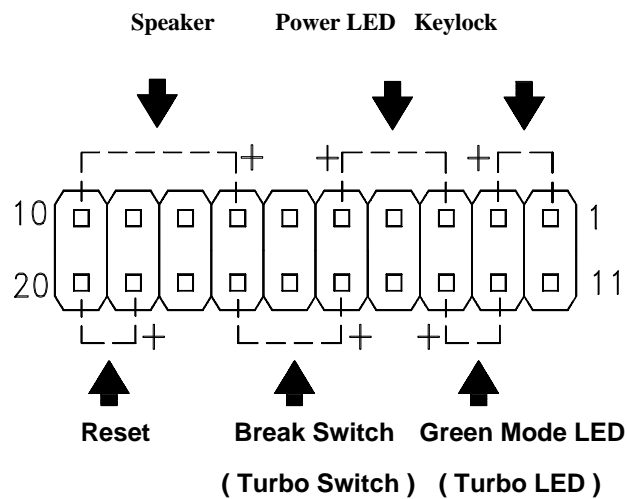 Speaker Power LED Keylock
+ + +
10 1
20 11
+ + +
Reset Break Switch Green Mode LED
( Turbo Switch ) ( Turbo LED )